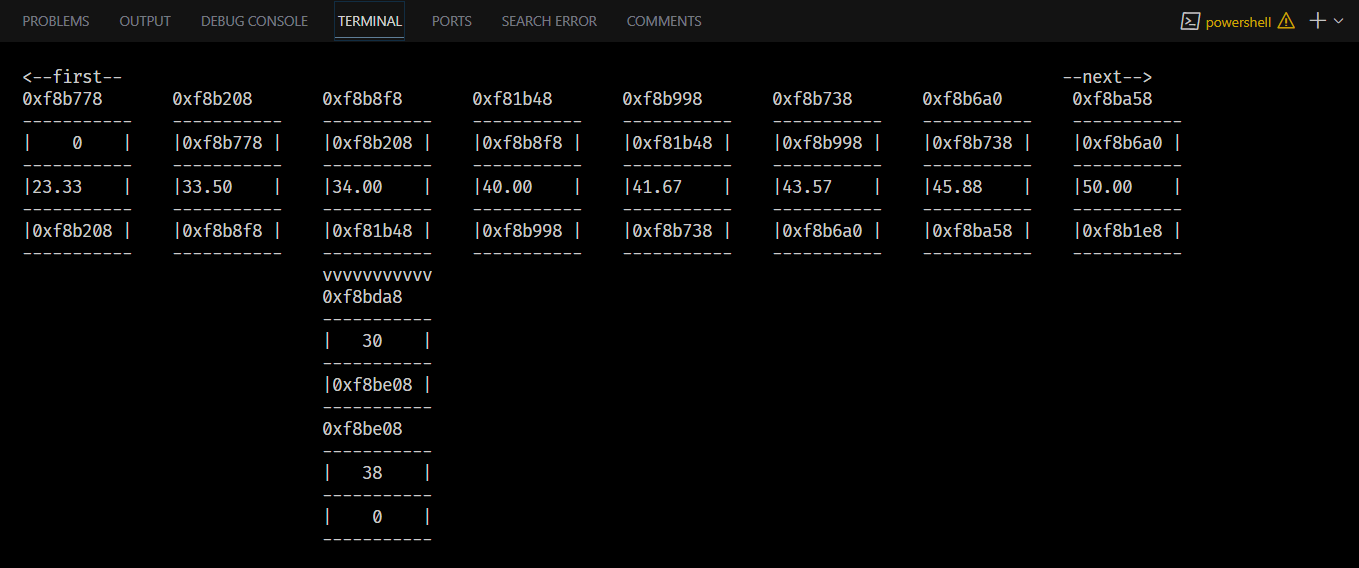 PROBLEMS OUTPUT DEBUG CONSOLE TERMINAL PORTS SEARCH ERROR COMMENTS powershell
<--first-- --next-->
0xf8b778 0xf8b208 0xf8b8f8 0xf81b48 0xf8b998 0xf8b738 0xf8b6a0 0xf8ba58
----------- ----------- ----------- ----------- ----------- ----------- ----------- -----------
|    0    | |0xf8b778 | |0xf8b208 | |0xf8b8f8 | |0xf81b48 | |0xf8b998 | |0xf8b738 | |0xf8b6a0 |
----------- ----------- ----------- ----------- ----------- ----------- ----------- -----------
|23.33    | |33.50    | |34.00    | |40.00    | |41.67    | |43.57    | |45.88    | |50.00    |
----------- ----------- ----------- ----------- ----------- ----------- ----------- -----------
|0xf8b208 | |0xf8b8f8 | |0xf81b48 | |0xf8b998 | |0xf8b738 | |0xf8b6a0 | |0xf8ba58 | |0xf8b1e8 |
----------- ----------- ----------- ----------- ----------- ----------- ----------- -----------
vvvvvvvvvvv
0xf8bda8
-----------
|   30    |
-----------
|0xf8be08 |
-----------
0xf8be08
-----------
|   38    |
-----------
|    0    |
-----------